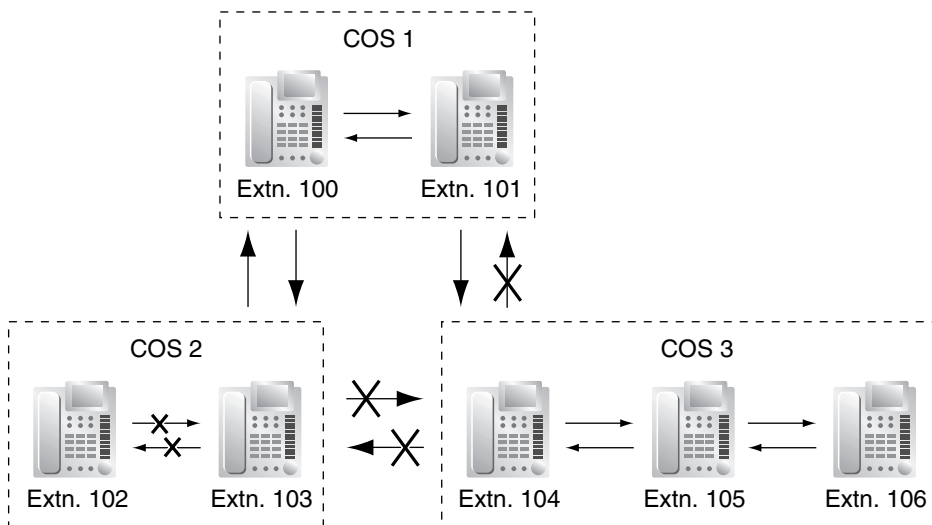 COS 1
Extn. 100
Extn. 101
COS 2
Extn. 102
Extn. 103
COS 3
Extn. 104
Extn. 105
Extn. 106